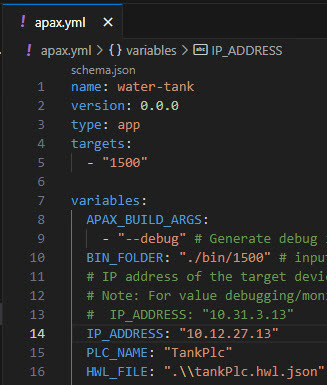 ! apax.yml ×
! apax.yml > {} variables > abc IP_ADDRESS
schema.json
1 name: water-tank
2 version: 0.0.0
3 type: app
4 targets:
5 - "1500"
6
7 variables:
8 APAX_BUILD_ARGS:
9 - "--debug" # Generate debug
10 BIN_FOLDER: "./bin/1500" # input
11 # IP address of the target devi
12 # Note: For value debugging/moni
13 #  IP_ADDRESS: "10.31.3.13"
14 IP_ADDRESS: "10.12.27.13"
15 PLC_NAME: "TankPlc"
16 HWL_FILE: ".\\tankPlc.hwl.json"